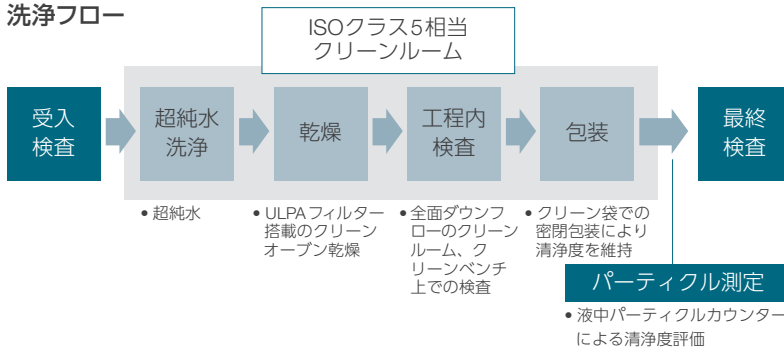 洗浄フロー
ISOクラス5相当
クリーンルーム
受入
検査
超純水
洗浄
乾燥
工程内
検査
包装
最終
検査
• 超純水
• ULPAフィルター
搭載のクリーン
オーブン乾燥
• 全面ダウンフ
ローのクリーン
ルーム、ク
リーンベンチ
上での検査
• クリーン袋での
密閉包装により
清浄度を維持
パーティクル測定
• 液中パーティクルカウンター
による清浄度評価